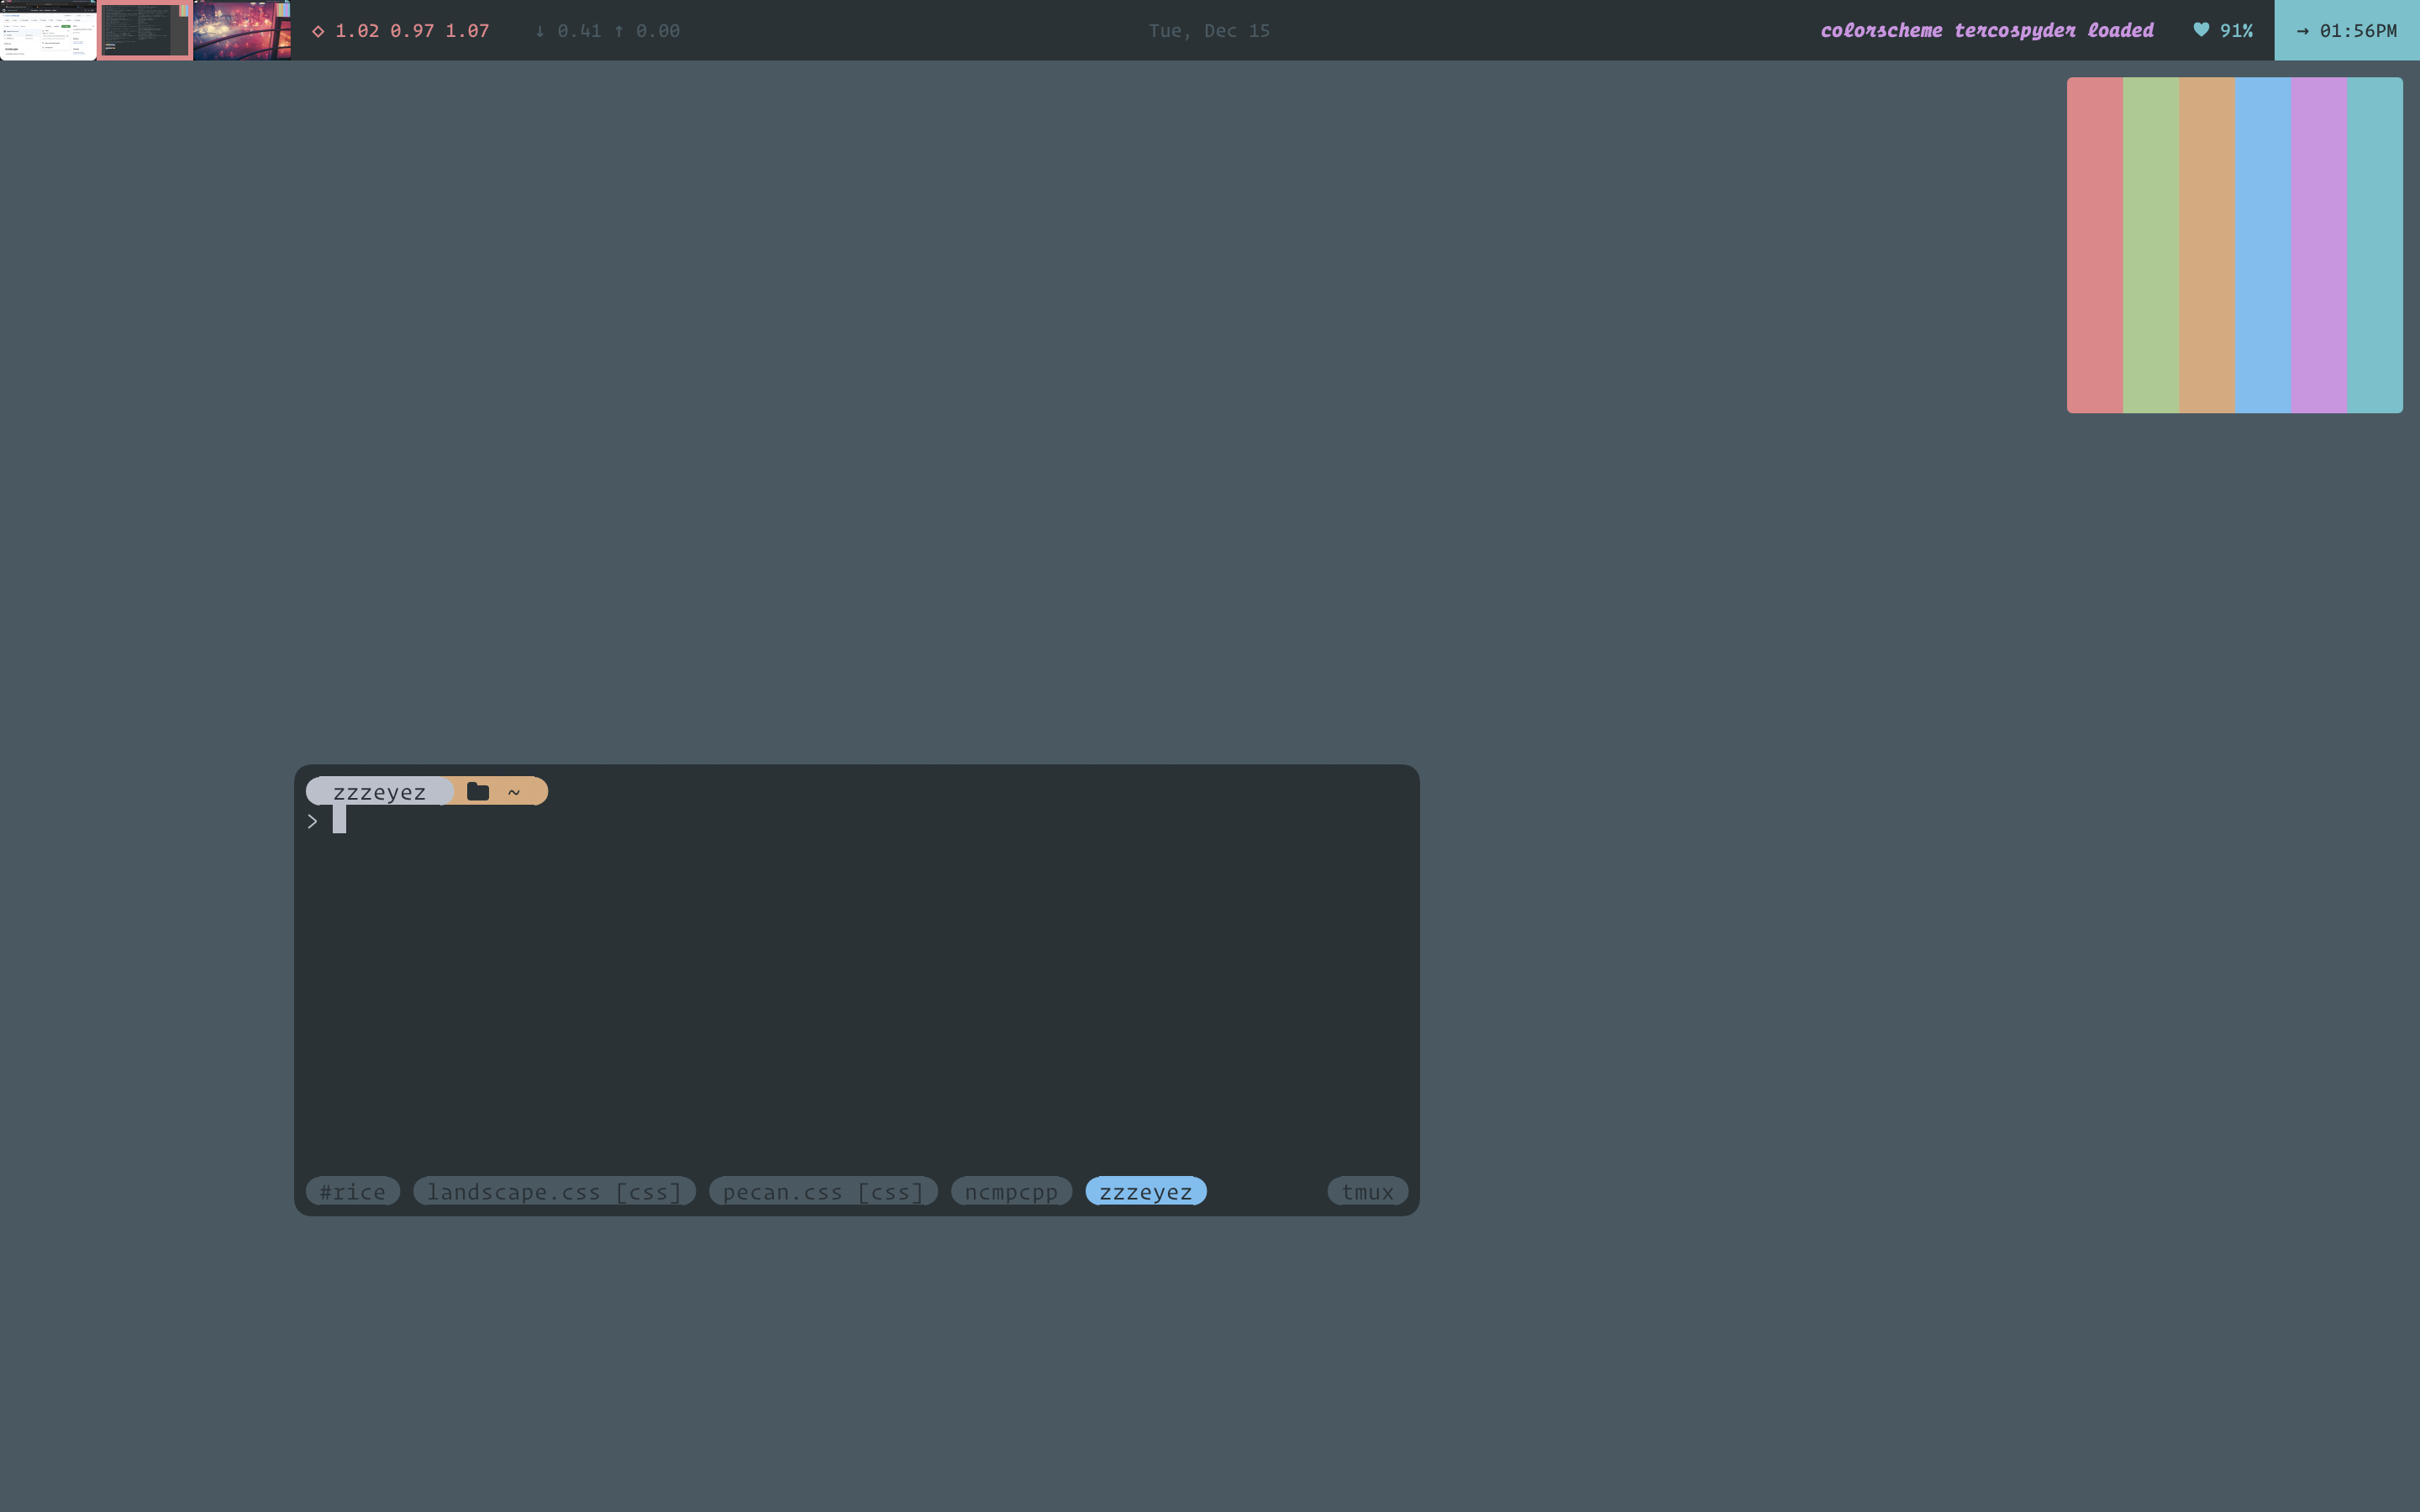 ◇ 1.02 0.97 1.07 ↓ 0.41 ↑ 0.00 Tue, Dec 15 colorscheme tercospyder loaded ♥ 91% → 01:56PM
zzzeyez ~
>
#rice landscape.css [css] pecan.css [css] ncmpcpp zzzeyez tmux